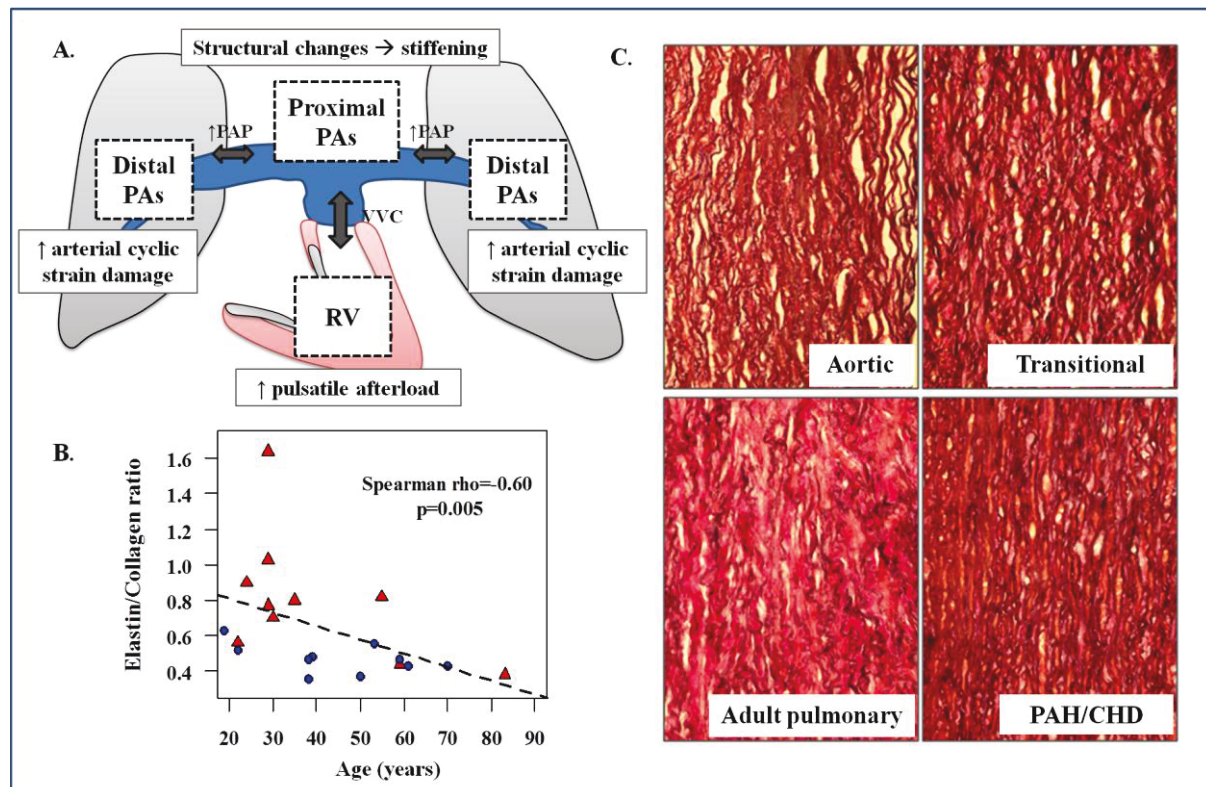 A.
Structural changes → stiffening
Proximal
PAs
↑PAP
↑PAP
Distal
PAs
Distal
PAs
VVC
↑ arterial cyclic
strain damage
↑ arterial cyclic
strain damage
RV
↑ pulsatile afterload
B.
Elastin/Collagen ratio
1.6
1.4
1.2
1.0
0.8
0.6
0.4
Spearman rho=-0.60
p=0.005
20 30 40 50 60 70 80 90
Age (years)
C.
Aortic
Transitional
Adult pulmonary
PAH/CHD